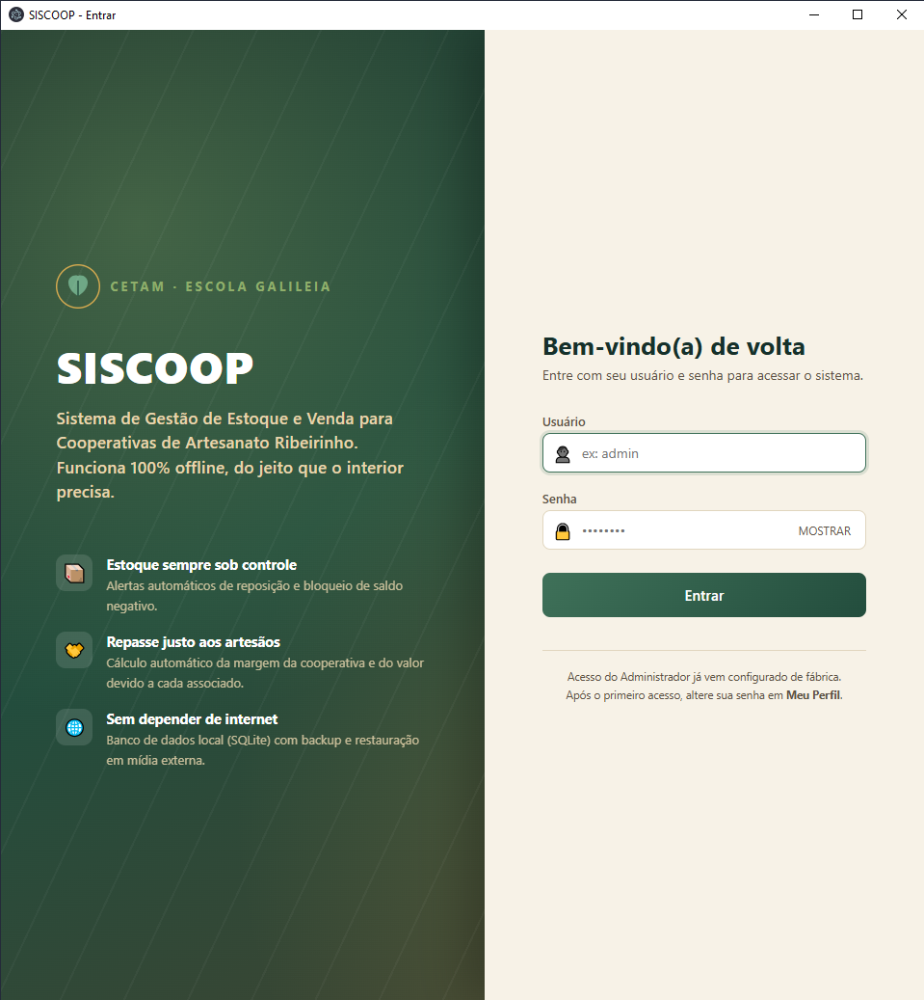 SISCOOP - Entrar
CETAM · ESCOLA GALILEIA
SISCOOP
Sistema de Gestão de Estoque e Venda para
Cooperativas de Artesanato Ribeirinho.
Funciona 100% offline, do jeito que o interior
precisa.
Estoque sempre sob controle
Alertas automáticos de reposição e bloqueio de saldo
negativo.
Repasse justo aos artesãos
Cálculo automático da margem da cooperativa e do valor
devido a cada associado.
Sem depender de internet
Banco de dados local (SQLite) com backup e restauração
em mídia externa.
Bem-vindo(a) de volta
Entre com seu usuário e senha para acessar o sistema.
Usuário
ex: admin
Senha
••••••••
MOSTRAR
Entrar
Acesso do Administrador já vem configurado de fábrica.
Após o primeiro acesso, altere sua senha em Meu Perfil.